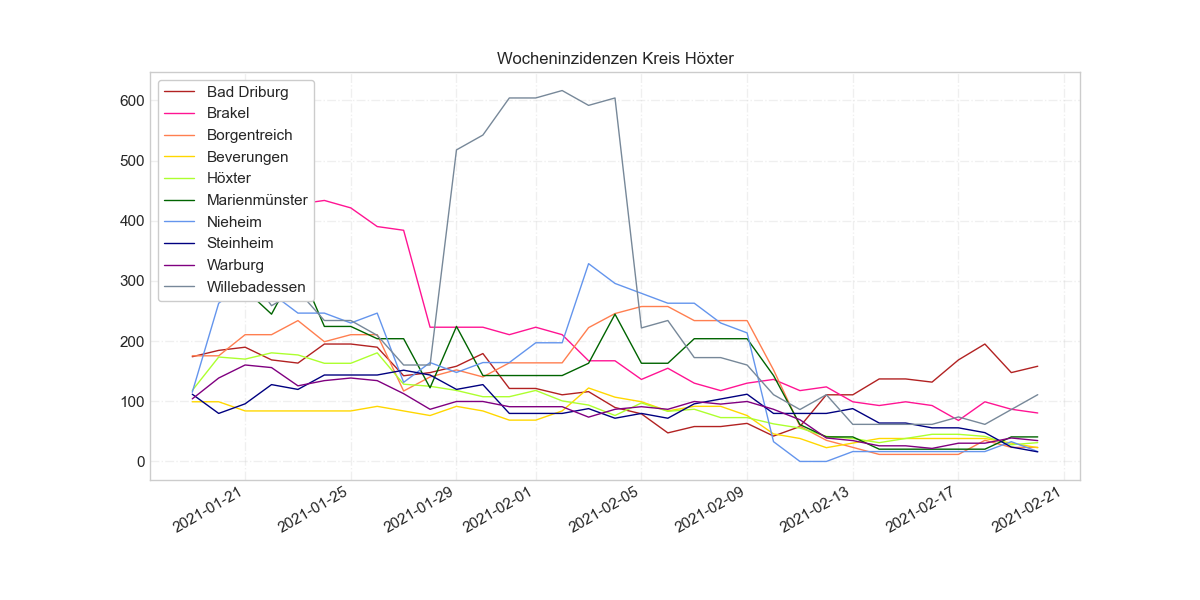 Wocheninzidenzen Kreis Höxter
600
500
400
300
200
100
0
Bad Driburg
Brakel
Borgentreich
Beverungen
Höxter
Marienmünster
Nieheim
Steinheim
Warburg
Willebadessen
2021-01-21
2021-01-25
2021-01-29
2021-02-01
2021-02-05
2021-02-09
2021-02-13
2021-02-17
2021-02-21